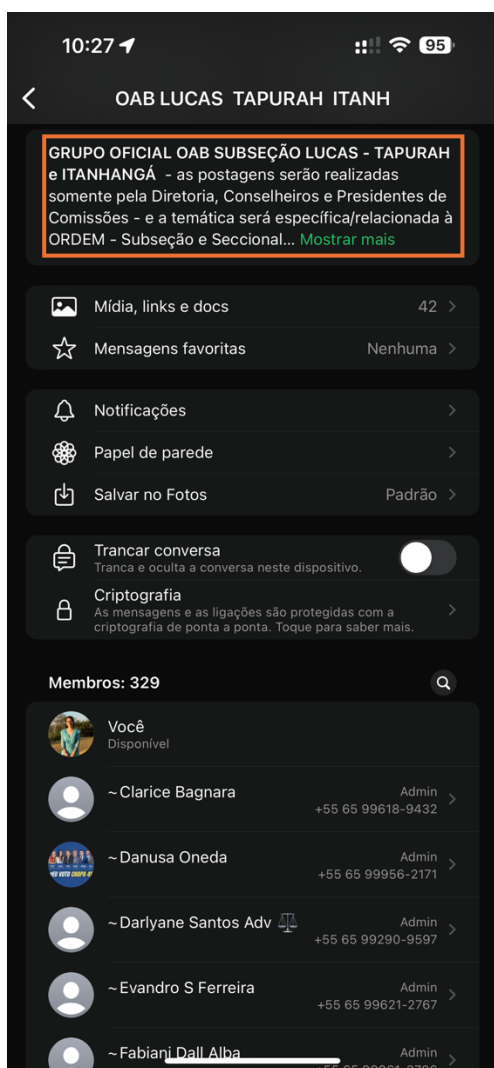 10:27
95
OAB LUCAS TAPURAH ITANH
GRUPO OFICIAL OAB SUBSEÇÃO LUCAS - TAPURAH
e ITANHANGÁ - as postagens serão realizadas
somente pela Diretoria, Conselheiros e Presidentes de
Comissões - e a temática será específica/relacionada à
ORDEM - Subseção e Seccional... Mostrar mais
Mídia, links e docs 42
Mensagens favoritas Nenhuma
Notificações
Papel de parede
Salvar no Fotos Padrão
Trancar conversa
Tranca e oculta a conversa neste dispositivo.
Criptografia
As mensagens e as ligações são protegidas com a
criptografia de ponta a ponta. Toque para saber mais.
Membros: 329
Você
Disponível
~Clarice Bagnara Admin
+55 65 99618-9432
~Danusa Oneda Admin
+55 65 99956-2171
~Darlyane Santos Adv Admin
+55 65 99290-9597
~Evandro S Ferreira Admin
+55 65 99621-2767
~Fabiani Dall Alba Admin